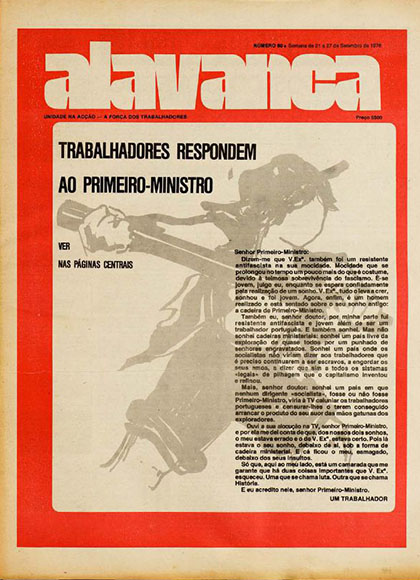 NÚMERO 90 • Semana de 21 a 27 de Setembro de 1976
alavanca
UNIDADE NA ACÇÃO — A FORÇA DOS TRABALHADORES
Preço 5$00
TRABALHADORES RESPONDEM
AO PRIMEIRO-MINISTRO
VER
NAS PÁGINAS CENTRAIS
Senhor Primeiro-Ministro:
Dizem-me que V.Exª. também foi um resistente
antifascista na sua mocidade. Mocidade que se
prolongou no tempo um pouco mais do que é costume,
devido à teimosa sobrevivência do fascismo. E-se
jovem, julgo eu, enquanto se espera confiadamente
pela realização de um sonho. V. Exª., tudo o leva a crer,
sonhou e foi jovem. Agora, enfim, é um homem
realizado e está sentado sobre o seu sonho antigo:
a cadeira do Primeiro-Ministro.
Também eu, senhor doutor, por minha parte fui
resistente antifascista e jovem além de ser um
trabalhador português. E também sonhei. Mas não
sonhei cadeiras ministeriais: sonhei um país livre da
exploração de quase todos por um punhado de
senhores engravatados. Sonhei um país onde os
socialistas não viriam dizer aos trabalhadores que
é preciso continuarem a ser escravos, a engordar os
seus amos, a dizer que sim a todos os sistemas
«legais» de pilhagem que o capitalismo inventou
e refinou.
Mais, senhor doutor: sonhei um país em que
nenhum dirigente «socialista», fosse ou não fosse
Primeiro-Ministro, viria à TV caluniar os trabalhadores
portugueses e censurar-lhes o terem conseguido
arrancar o produto do seu suor das mãos gatunas dos
exploradores.
Ouvi a sua alocução na TV, senhor Primeiro-Ministro,
e por ela me dei conta de que, dos nossos dois sonhos,
o meu estava errado e o de V. Exª. estava certo. Pois lá
estava o seu sonho, debaixo de si, sob a forma de
cadeira ministerial. E cá ficou o meu, esmagado,
debaixo dos seus insultos.
Só que, aqui ao meu lado, está um camarada que me
garante que há duas coisas importantes que V. Exª.
esqueceu. Uma que se chama luta. Outra que se chama
História.
E eu acredito nele, senhor Primeiro-Ministro.
UM TRABALHADOR